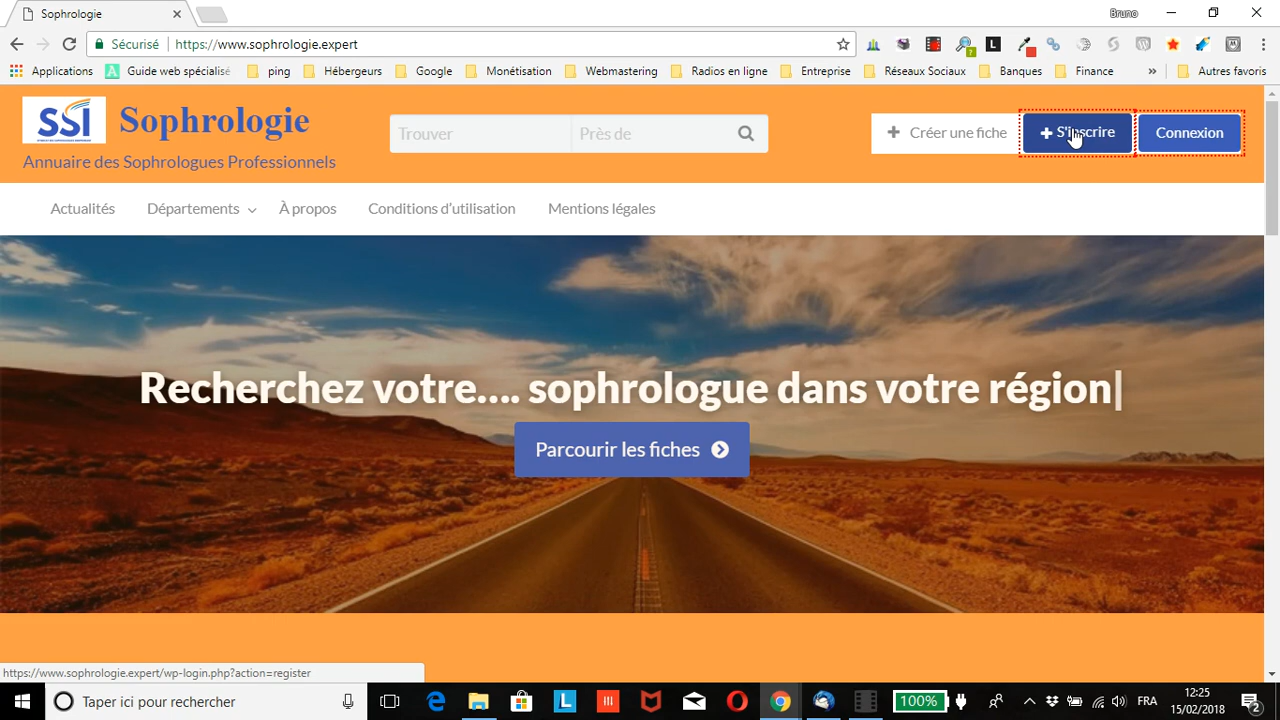 Sophrologie
Bruno
Sécurisé https://www.sophrologie.expert
Applications Guide web spécialisé ping Hébergeurs Google Monétisation Webmastering Radios en ligne Entreprise Réseaux Sociaux Banques Finance » Autres favoris
SSI Sophrologie
Annuaire des Sophrologues Professionnels
Trouver Près de
Créer une fiche S'inscrire Connexion
Actualités Départements À propos Conditions d'utilisation Mentions légales
Recherchez votre.... sophrologue dans votre région|
Parcourir les fiches
https://www.sophrologie.expert/wp-login.php?action=register
Taper ici pour rechercher
100%
FRA
12:25
15/02/2018
2